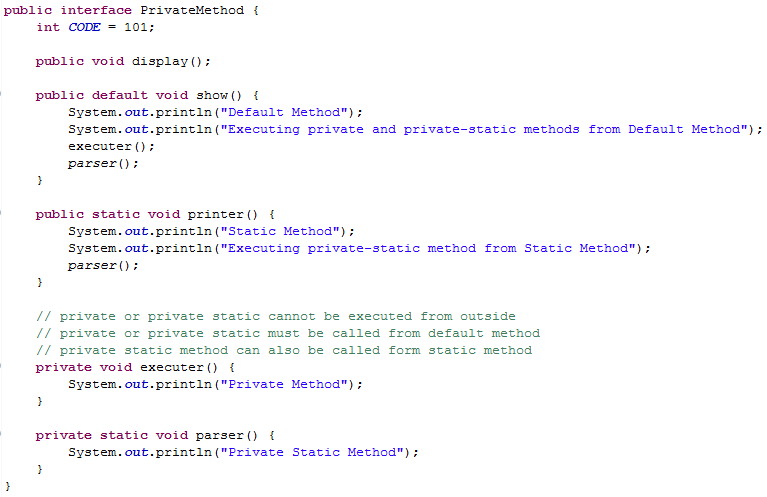 public interface PrivateMethod {
    int CODE = 101;

    public void display();

    public default void show() {
        System.out.println("Default Method");
        System.out.println("Executing private and private-static methods from Default Method");
        executer();
        parser();
    }

    public static void printer() {
        System.out.println("Static Method");
        System.out.println("Executing private-static method from Static Method");
        parser();
    }

    // private or private static cannot be executed from outside
    // private or private static must be called from default method
    // private static method can also be called form static method
    private void executer() {
        System.out.println("Private Method");
    }

    private static void parser() {
        System.out.println("Private Static Method");
    }
}